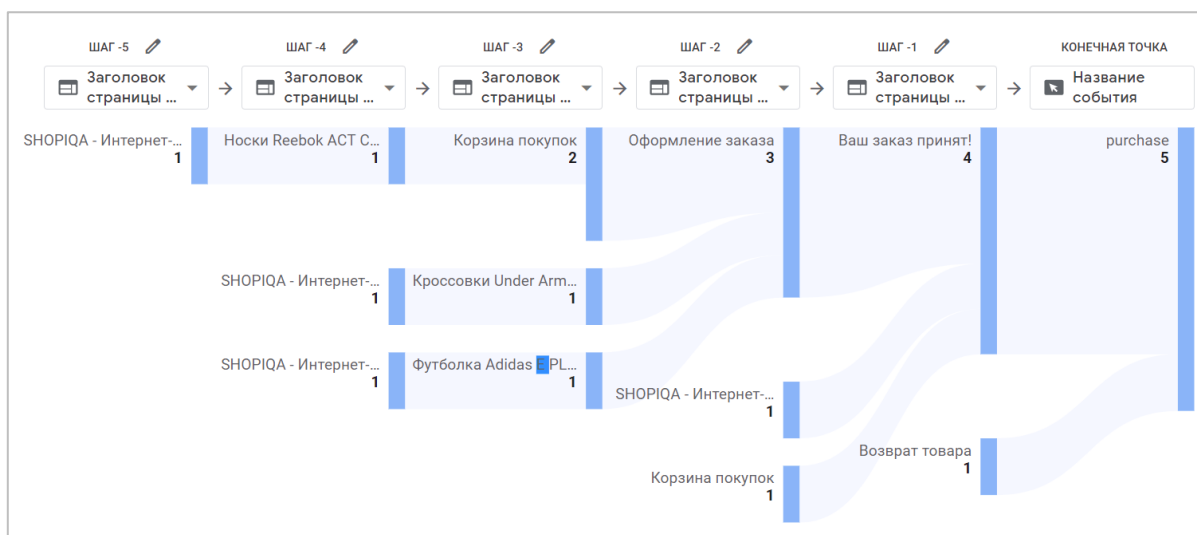 ШАГ -5
ШАГ -4
ШАГ -3
ШАГ -2
ШАГ -1
КОНЕЧНАЯ ТОЧКА
Заголовок
страницы ...
Заголовок
страницы ...
Заголовок
страницы ...
Заголовок
страницы ...
Заголовок
страницы ...
Название
события
SHOPIQA - Интернет-...
1
Носки Reebok ACT C...
1
Корзина покупок
2
Оформление заказа
3
Ваш заказ принят!
4
purchase
5
SHOPIQA - Интернет-...
1
Кроссовки Under Arm...
1
SHOPIQA - Интернет-...
1
Футболка Adidas E PL...
1
SHOPIQA - Интернет-...
1
Возврат товара
1
Корзина покупок
1